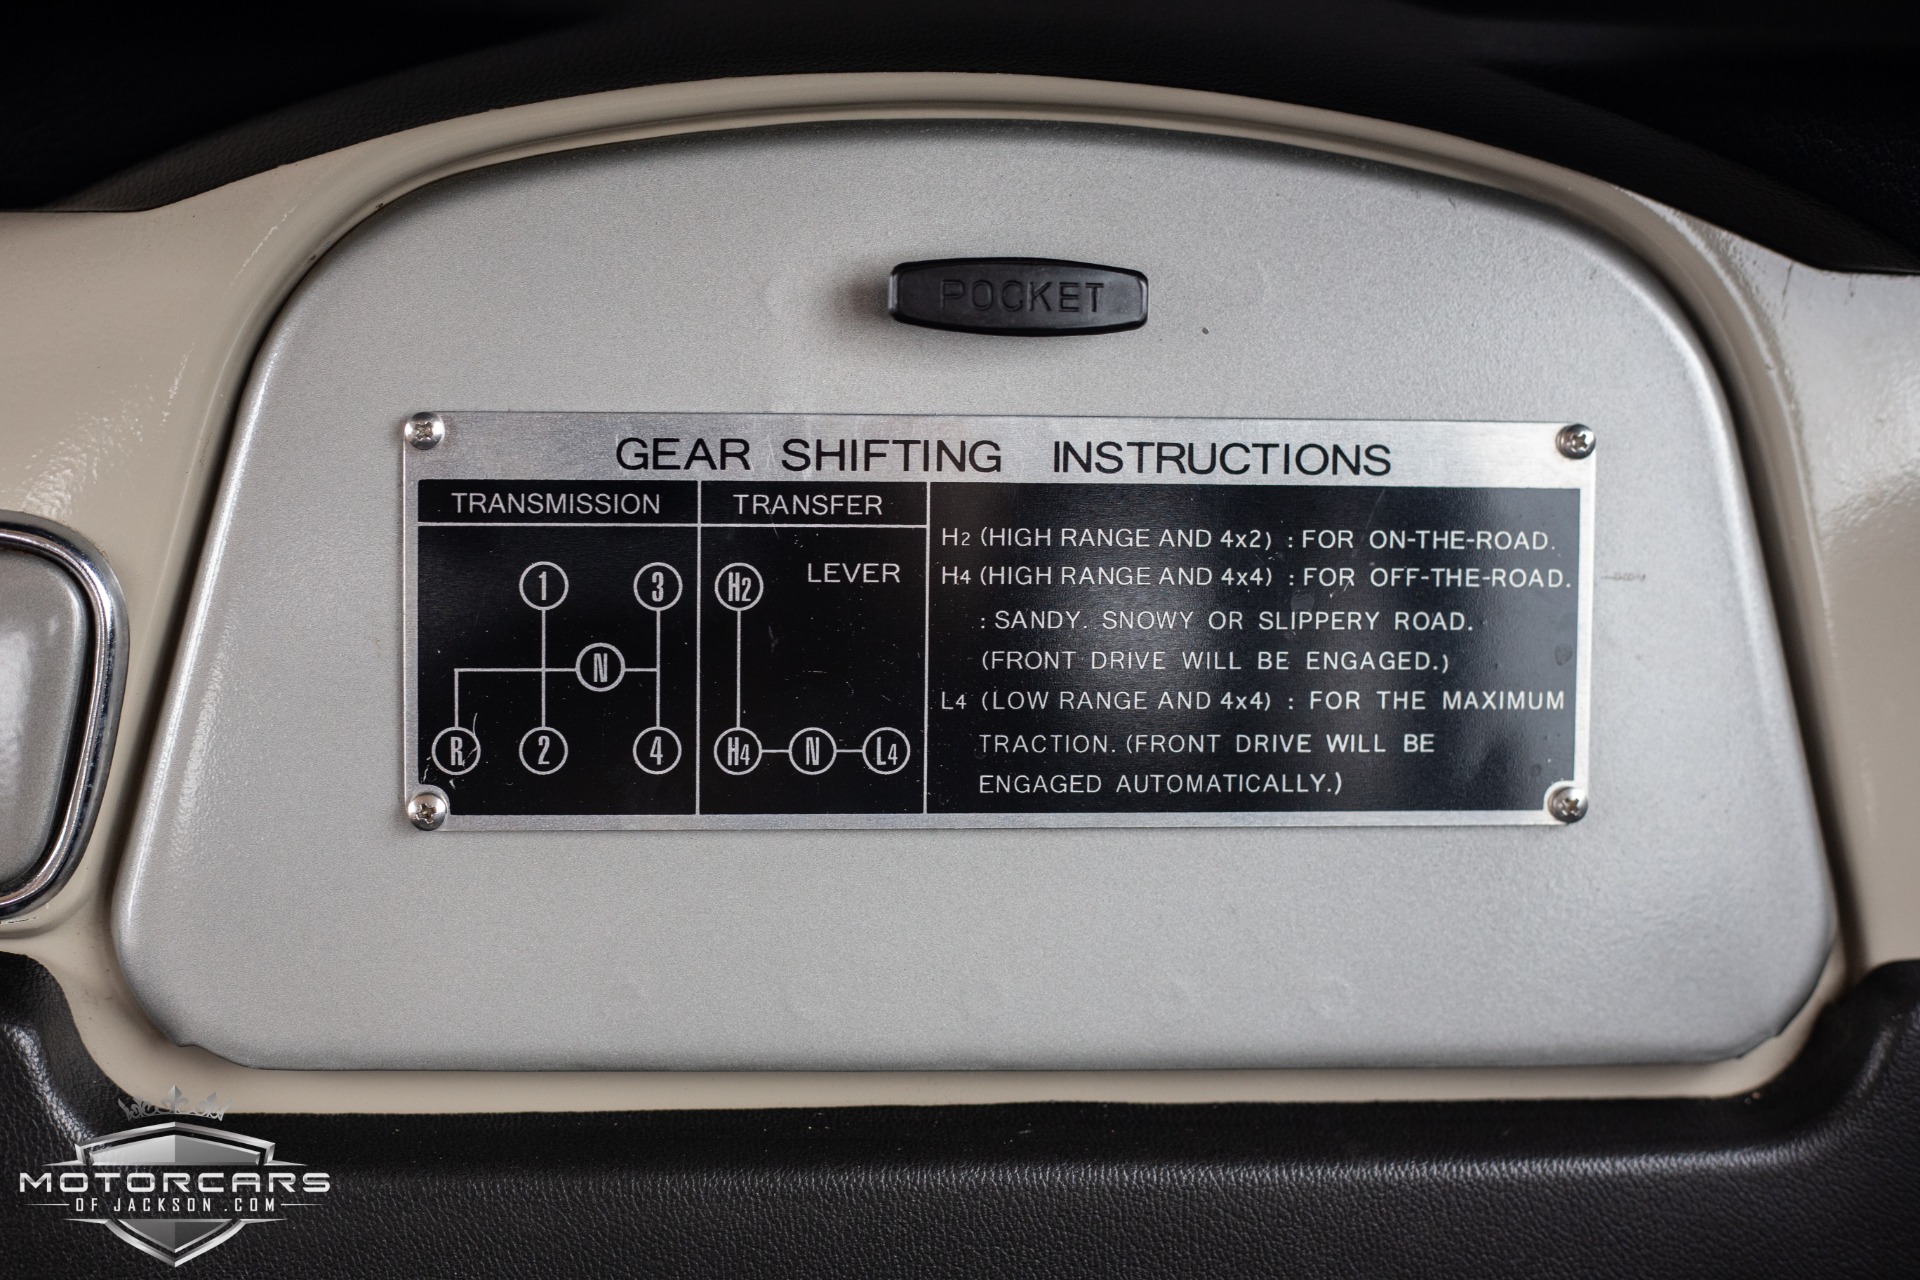 POCKET
GEAR SHIFTING INSTRUCTIONS
TRANSMISSION
1 3
N
R 2 4
TRANSFER
H2 LEVER
H4 N L4
H2 (HIGH RANGE AND 4x2) : FOR ON-THE-ROAD.
H4 (HIGH RANGE AND 4x4) : FOR OFF-THE-ROAD.
: SANDY. SNOWY OR SLIPPERY ROAD.
(FRONT DRIVE WILL BE ENGAGED.)
L4 (LOW RANGE AND 4x4) : FOR THE MAXIMUM
TRACTION. (FRONT DRIVE WILL BE
ENGAGED AUTOMATICALLY.)
MOTORCARS
OF JACKSON.COM